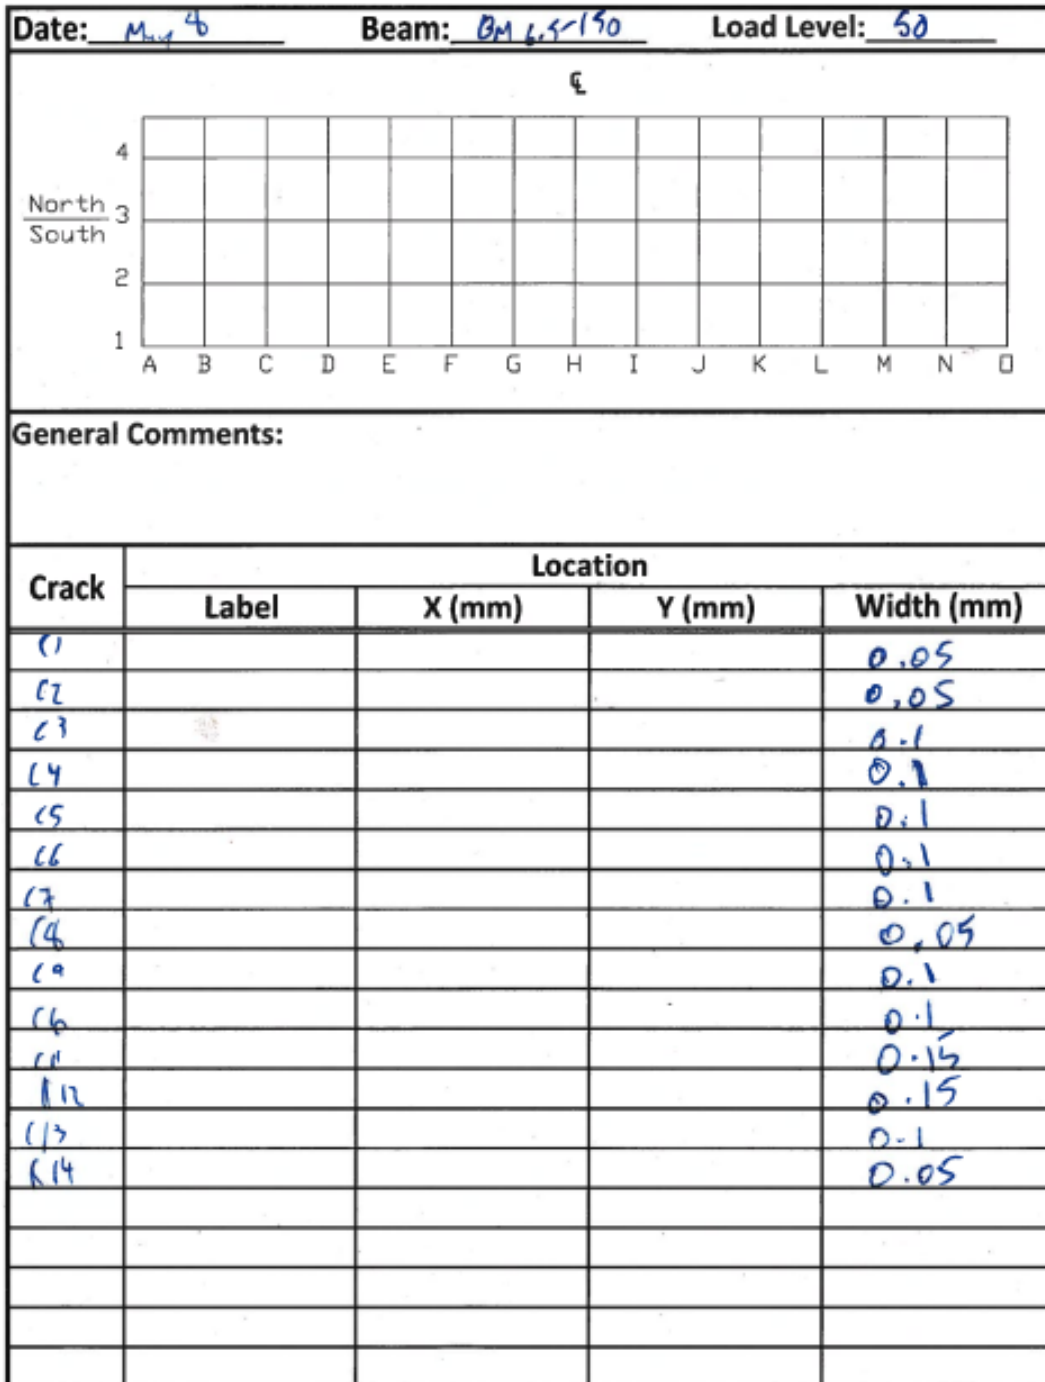 Date: May 8 Beam: BM 6.5-150 Load Level: 50
℄
4
North 3
South
2
1
A B C D E F G H I J K L M N O
General Comments:
Crack Location
Label X (mm) Y (mm) Width (mm)
C1 0.05
C2 0.05
C3 0.1
C4 0.1
C5 0.1
C6 0.1
C7 0.1
C8 0.05
C9 0.1
C10 0.1
C11 0.15
C12 0.15
C13 0.1
C14 0.05